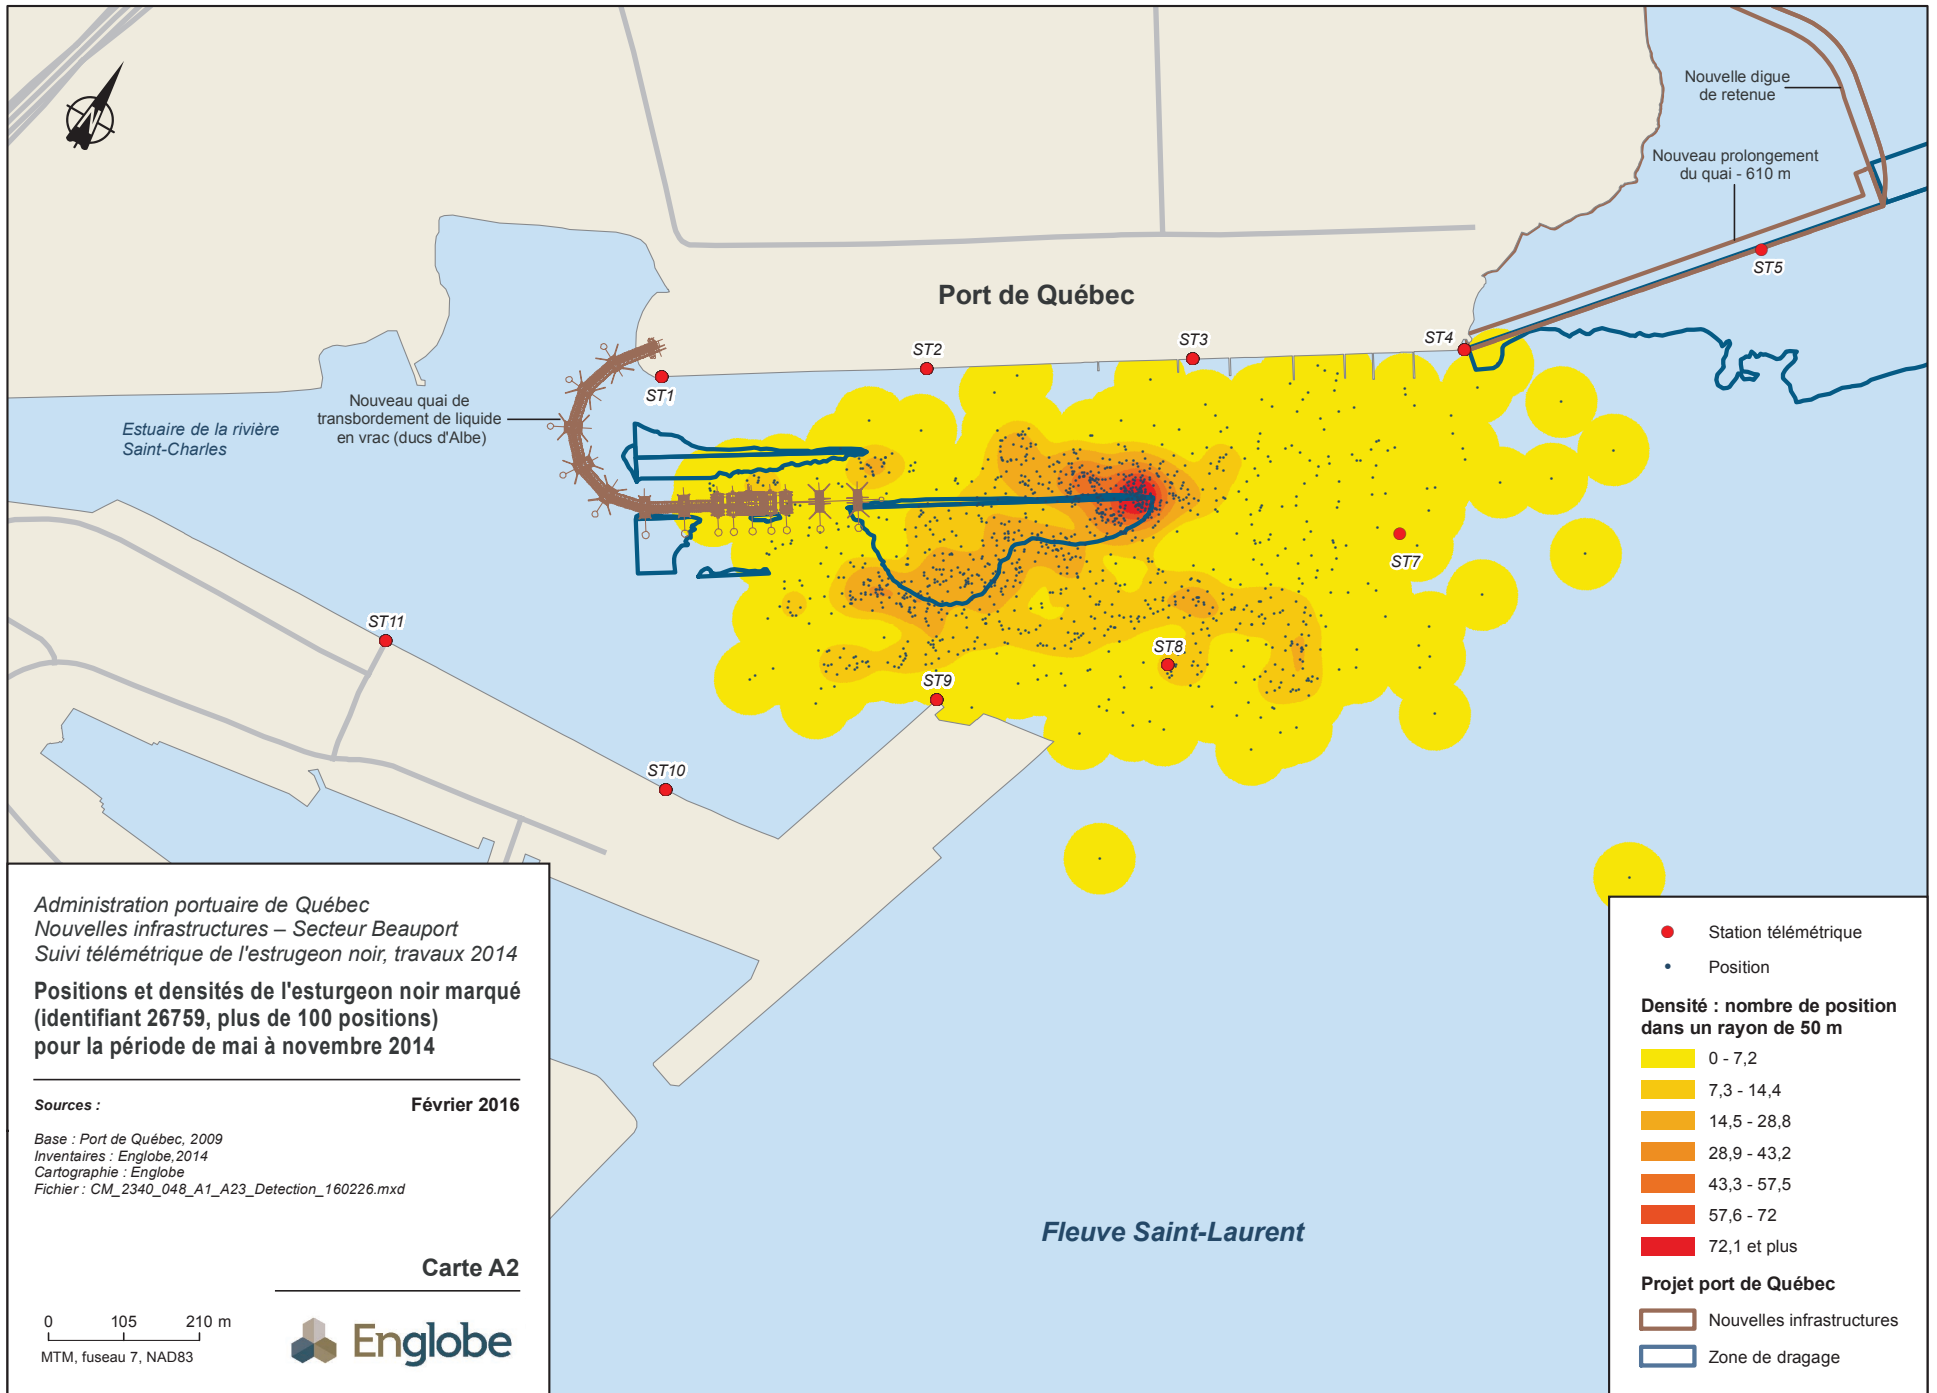 Nouvelle digue
de retenue
Nouveau prolongement
du quai - 610 m
N
ST5
Port de Québec
ST4
ST3
ST2
ST1
Nouveau quai de
transbordement de liquide
en vrac (ducs d'Albe)
Estuaire de la rivière
Saint-Charles
ST7
ST11
ST8
ST9
ST10
Administration portuaire de Québec
Nouvelles infrastructures – Secteur Beauport
Suivi télémétrique de l'estrugeon noir, travaux 2014
Positions et densités de l'esturgeon noir marqué
(identifiant 26759, plus de 100 positions)
pour la période de mai à novembre 2014
Sources : Février 2016
Base : Port de Québec, 2009
Inventaires : Englobe,2014
Cartographie : Englobe
Fichier : CM_2340_048_A1_A23_Detection_160226.mxd
Carte A2
0 105 210 m
MTM, fuseau 7, NAD83
Englobe
Fleuve Saint-Laurent
Station télémétrique
Position
Densité : nombre de position
dans un rayon de 50 m
0 - 7,2
7,3 - 14,4
14,5 - 28,8
28,9 - 43,2
43,3 - 57,5
57,6 - 72
72,1 et plus
Projet port de Québec
Nouvelles infrastructures
Zone de dragage